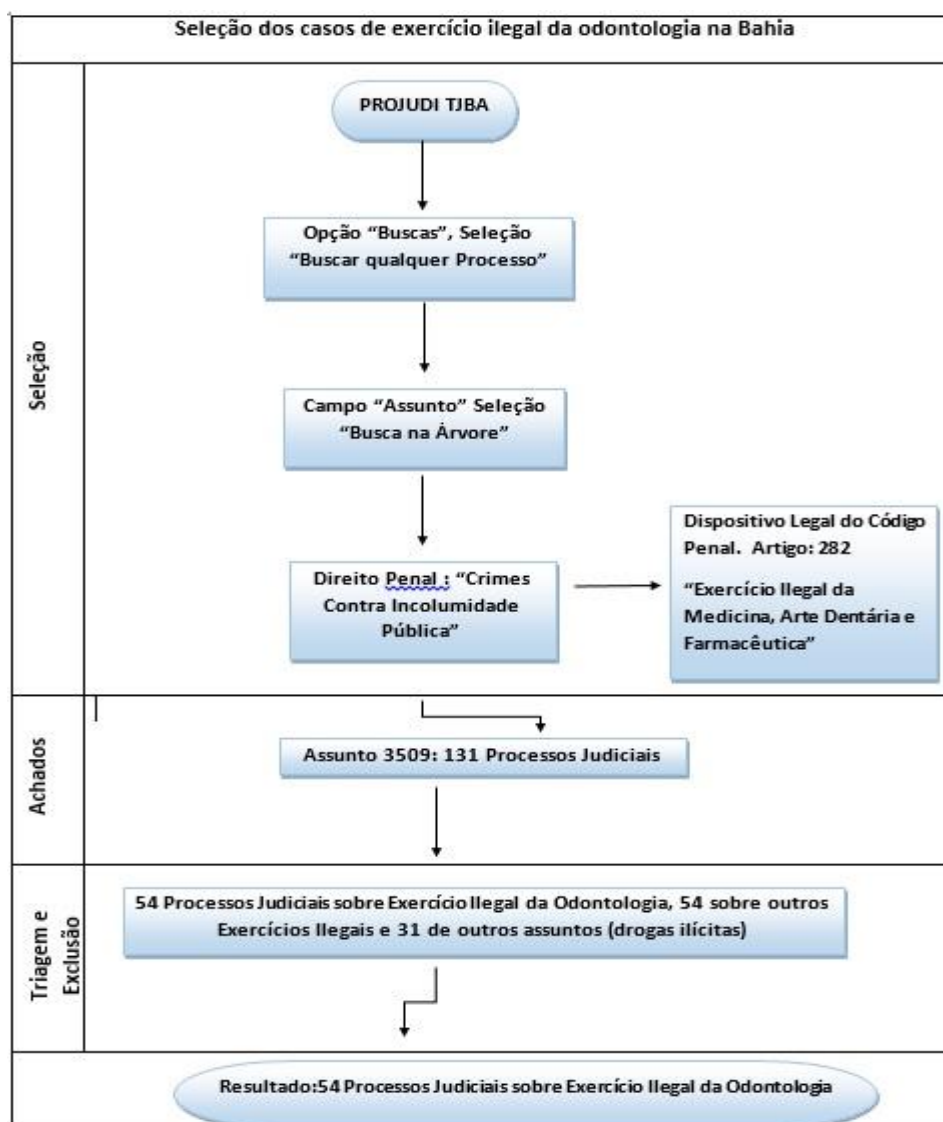 Seleção dos casos de exercício ilegal da odontologia na Bahia
Seleção
PROJUDI TJBA
Opção “Buscas”, Seleção
“Buscar qualquer Processo”
Campo “Assunto” Seleção
“Busca na Árvore”
Direito Penal : “Crimes
Contra Incolumidade
Pública”
Dispositivo Legal do Código
Penal. Artigo: 282
“Exercício Ilegal da
Medicina, Arte Dentária e
Farmacêutica”
Achados
Assunto 3509: 131 Processos Judiciais
Triagem e
Exclusão
54 Processos Judiciais sobre Exercício Ilegal da Odontologia, 54 sobre outros
Exercícios Ilegais e 31 de outros assuntos (drogas ilícitas)
Resultado:54 Processos Judiciais sobre Exercício Ilegal da Odontologia